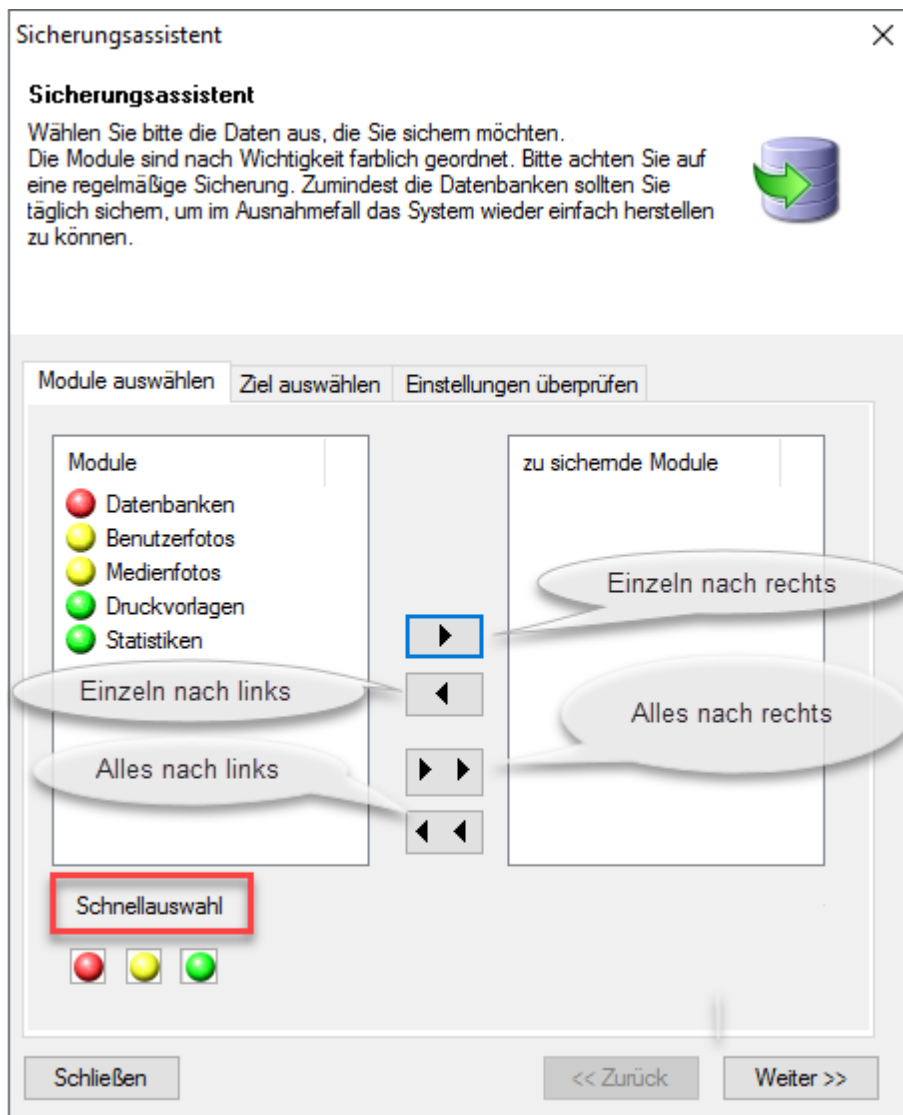 Sicherungsassistent
Sicherungsassistent
Wählen Sie bitte die Daten aus, die Sie sichern möchten.
Die Module sind nach Wichtigkeit farblich geordnet. Bitte achten Sie auf
eine regelmäßige Sicherung. Zumindest die Datenbanken sollten Sie
täglich sichern, um im Ausnahmefall das System wieder einfach herstellen
zu können.
Module auswählen
Ziel auswählen
Einstellungen überprüfen
Module
Datenbanken
Benutzerfotos
Medienfotos
Druckvorlagen
Statistiken
zu sichernde Module
Einzeln nach rechts
Einzeln nach links
Alles nach rechts
Alles nach links
Schnellauswahl
Schließen
<< Zurück
Weiter >>